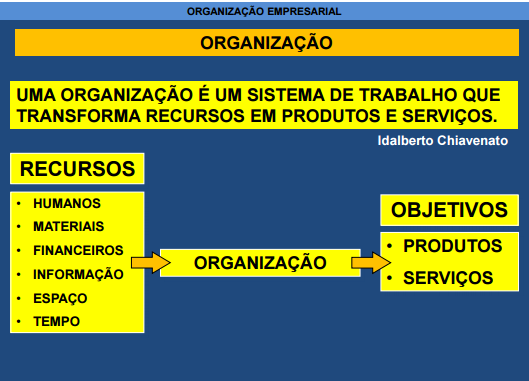 ORGANIZAÇÃO EMPRESARIAL
ORGANIZAÇÃO
UMA ORGANIZAÇÃO É UM SISTEMA DE TRABALHO QUE
TRANSFORMA RECURSOS EM PRODUTOS E SERVIÇOS.
Idalberto Chiavenato
RECURSOS
• HUMANOS
• MATERIAIS
• FINANCEIROS
• INFORMAÇÃO
• ESPAÇO
• TEMPO
ORGANIZAÇÃO
OBJETIVOS
• PRODUTOS
• SERVIÇOS